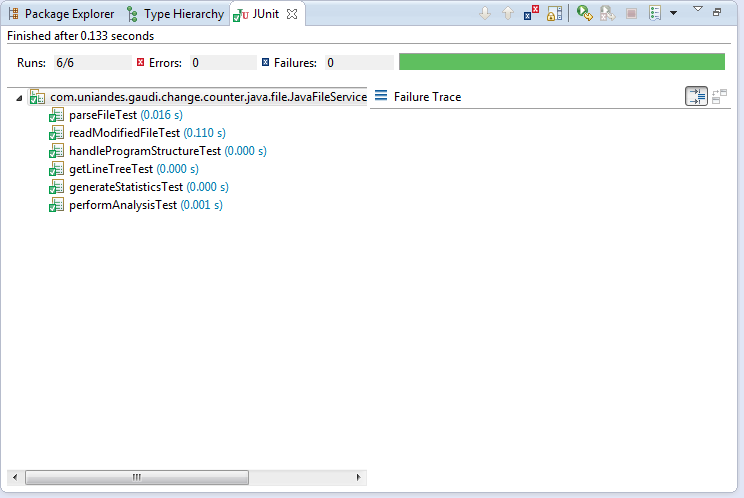 Package Explorer Type Hierarchy JUnit
Finished after 0.133 seconds
Runs: 6/6 Errors: 0 Failures: 0
com.uniandes.gaudi.change.counter.java.file.JavaFileService
Failure Trace
parseFileTest (0.016 s)
readModifiedFileTest (0.110 s)
handleProgramStructureTest (0.000 s)
getLineTreeTest (0.000 s)
generateStatisticsTest (0.000 s)
performAnalysisTest (0.001 s)